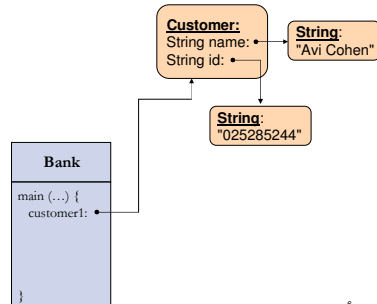 Customer:
String name:
String id:
String:
"Avi Cohen"
String:
"025285244"
Bank
main (…) {
customer1:
}